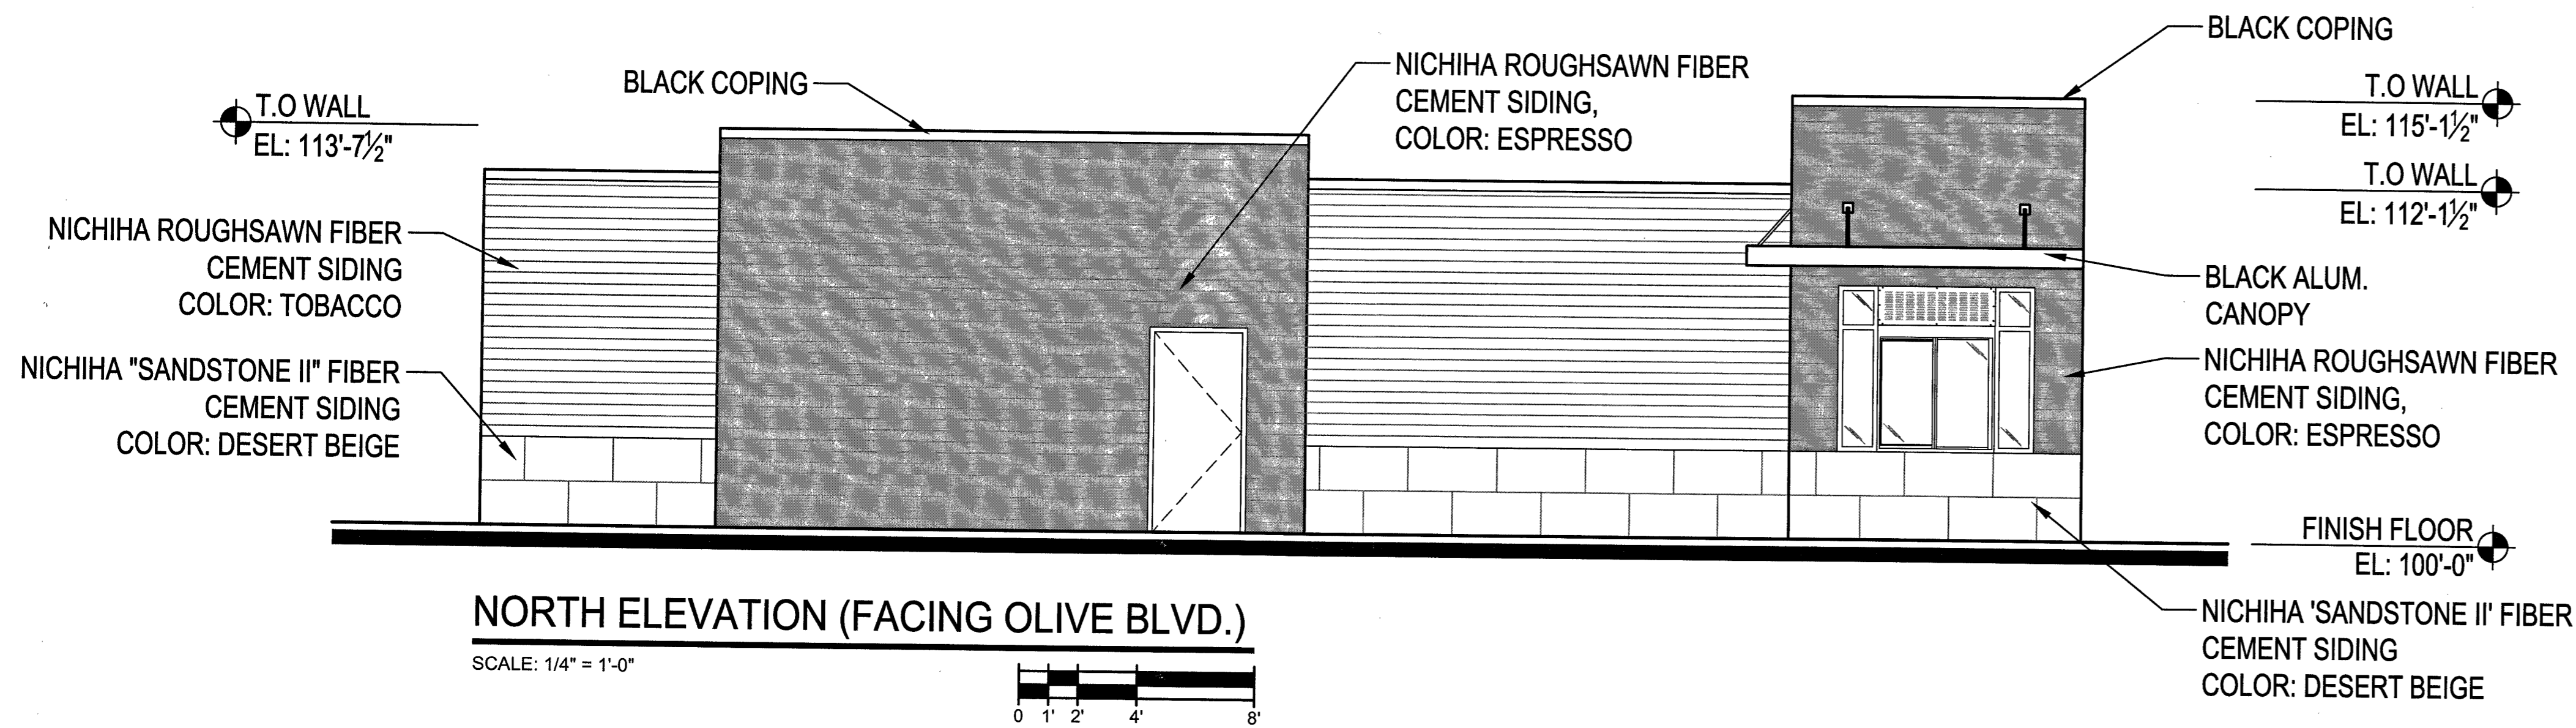 BLACK COPING
BLACK COPING
NICHIHA ROUGHSAWN FIBER
CEMENT SIDING,
COLOR: ESPRESSO
T.O WALL
EL: 113'-7½"
T.O WALL
EL: 115'-1½"
T.O WALL
EL: 112'-1½"
NICHIHA ROUGHSAWN FIBER
CEMENT SIDING
COLOR: TOBACCO
BLACK ALUM.
CANOPY
NICHIHA "SANDSTONE II" FIBER
CEMENT SIDING
COLOR: DESERT BEIGE
NICHIHA ROUGHSAWN FIBER
CEMENT SIDING,
COLOR: ESPRESSO
FINISH FLOOR
EL: 100'-0"
NICHIHA 'SANDSTONE II' FIBER
CEMENT SIDING
COLOR: DESERT BEIGE
NORTH ELEVATION (FACING OLIVE BLVD.)
SCALE: 1/4" = 1'-0"
0 1' 2' 4' 8'